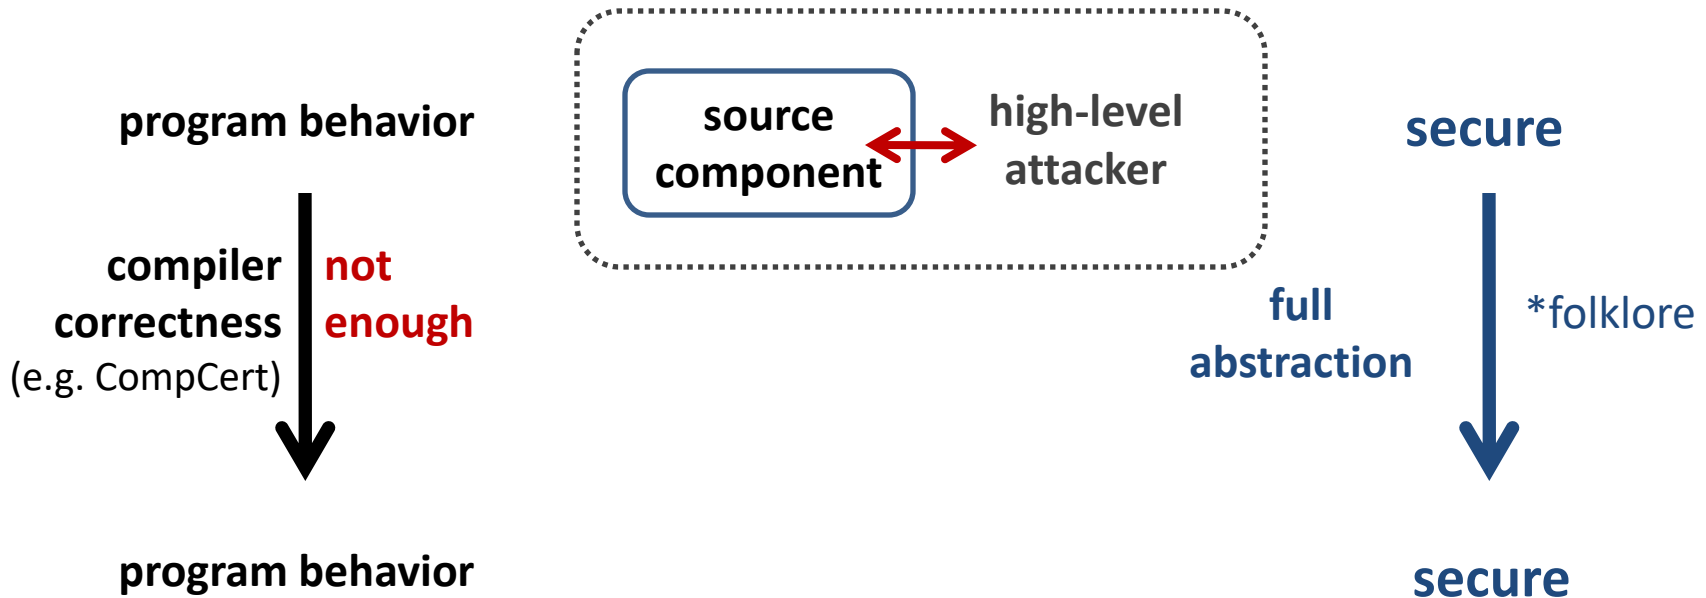 program behavior
source
component
high-level
attacker
secure
compiler
correctness
(e.g. CompCert)
not
enough
full
abstraction
*folklore
program behavior
secure